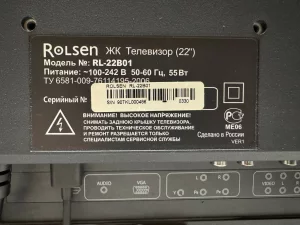 ROLSEN ЖК Телевизор (22")
Модель №: RL-22B01
Питание: ~100-242 В 50-60 Гц, 55Вт
ТУ 6581-009-76114195-2006
ROLSEN RL-22B01
Серийный №
ВНИМАНИЕ! ВЫСОКОЕ НАПРЯЖЕНИЕ!
СНИМАТЬ ЗАДНЮЮ КРЫШКУ ТЕЛЕВИЗОРА,
ПРОВОДИТЬ ТЕХНИЧЕСКОЕ ОБСЛУЖИВАНИЕ
И РЕМОНТ РАЗРЕШАЕТСЯ ТОЛЬКО
СПЕЦИАЛИСТАМ СЕРВИСНОЙ СЛУЖБЫ
МЕ06
Сделано в России
VER1
AUDIO
VGA
Y
L
R
VIDEO
L